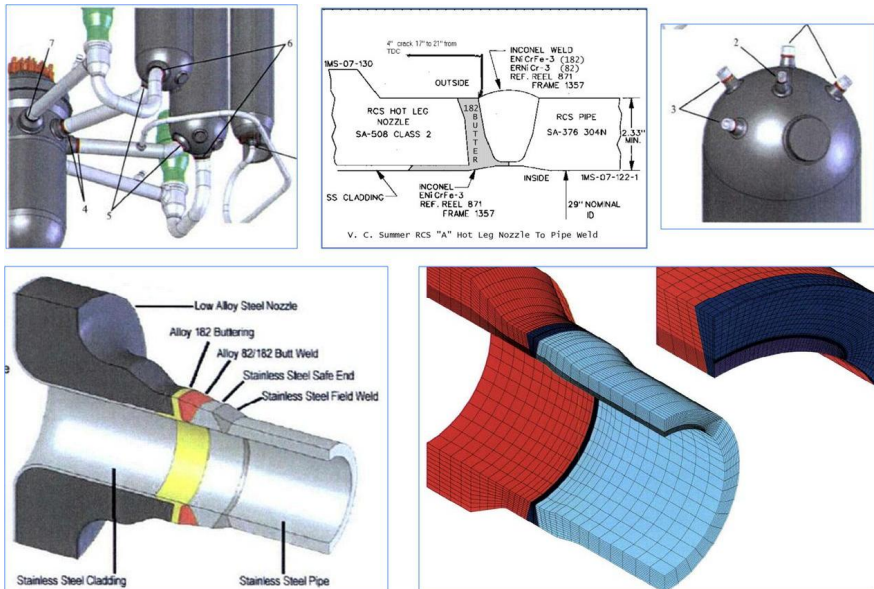 6
7
4
5
4" crack 17" to 21" from
TDC
1MS-07-130
OUTSIDE
INCONEL WELD
ENiCrFe-3 (182)
ERNiCr-3 (82)
REF. REEL 871
FRAME 1357
RCS HOT LEG
NOZZLE
SA-508 CLASS 2
182
BUTTER
RCS PIPE
SA-376 304N
2.33"
MIN.
SS CLADDING
INCONEL
ENiCrFe-3
REF. REEL 871
FRAME 1357
INSIDE
1MS-07-122-1
29" NOMINAL
ID
V. C. Summer RCS "A" Hot Leg Nozzle To Pipe Weld
2
3
Low Alloy Steel Nozzle
Alloy 182 Buttering
Alloy 82/182 Butt Weld
Stainless Steel Safe End
Stainless Steel Field Weld
e
Stainless Steel Cladding
Stainless Steel Pipe